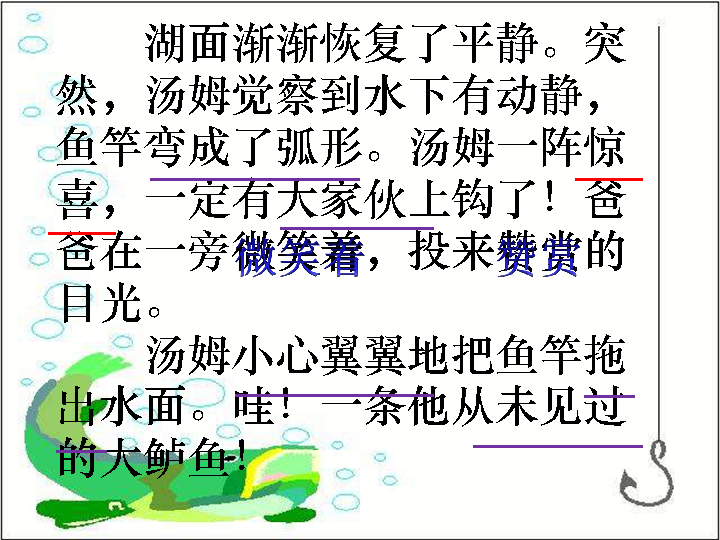 湖面渐渐恢复了平静。突
然，汤姆觉察到水下有动静，
鱼竿弯成了弧形。汤姆一阵惊
喜，一定有大家伙上钩了！爸
爸在一旁微笑着，投来赞赏的
目光。
汤姆小心翼翼地把鱼竿拖
出水面。哇！一条他从未见过
的大鲈鱼！